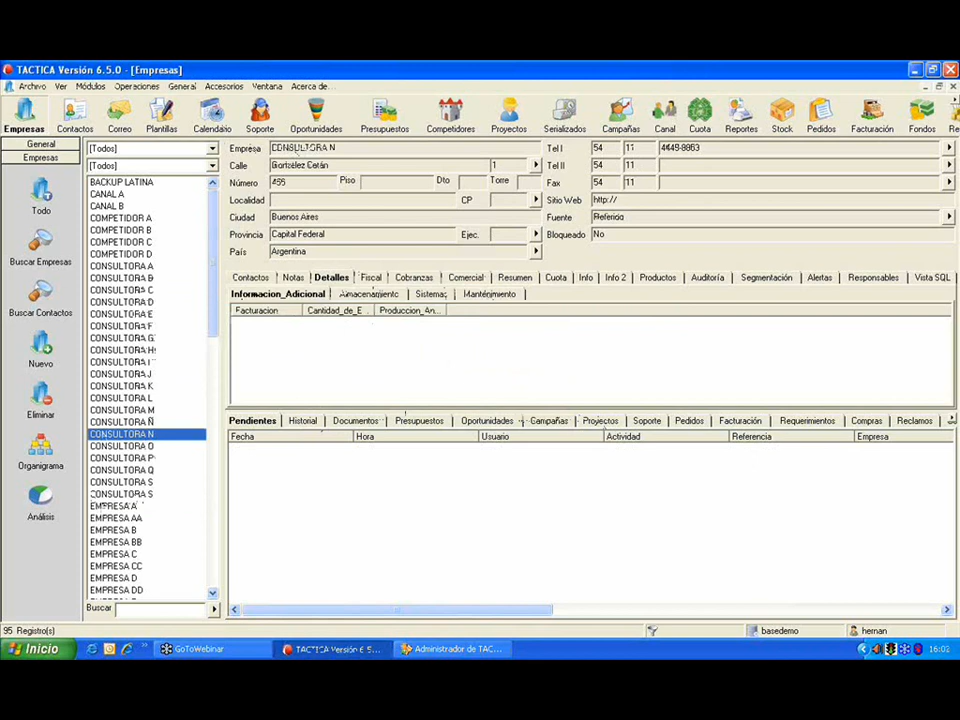 TACTICA Versión 6.5.0 - [Empresas]
Archivo Ver Módulos Operaciones General Accesorios Ventana Acerca de...
Empresas Contactos Correo Plantillas Calendário Soporte Oportunidades Presupuestos Competidores Proyectos Serializados Campañas Canal Cuota Reportes Stock Pedidos Facturación Fondos
General
Empresas
Todo
Buscar Empresas
Buscar Contactos
Nuevo
Eliminar
Organigrama
Análisis
[Todos]
[Todos]
BACKUP LATINA
CANAL A
CANAL B
COMPETIDOR A
COMPETIDOR B
COMPETIDOR C
COMPETIDOR D
CONSULTORA A
CONSULTORA B
CONSULTORA C
CONSULTORA D
CONSULTORA E
CONSULTORA F
CONSULTORA G
CONSULTORA H
CONSULTORA I
CONSULTORA J
CONSULTORA K
CONSULTORA L
CONSULTORA M
CONSULTORA Ñ
CONSULTORA N
CONSULTORA O
CONSULTORA P
CONSULTORA Q
CONSULTORA S
CONSULTORA S
EMPRESA A
EMPRESA AA
EMPRESA B
EMPRESA BB
EMPRESA C
EMPRESA CC
EMPRESA D
EMPRESA DD
Buscar
Empresa CONSULTORA N Tel I 54 11 4448-8863
Calle 1 Tel II 54 11
Número Piso Dto Torre Fax 54 11
Localidad CP Sitio Web http://
Ciudad Buenos Aires Fuente Referido
Provincia Capital Federal Ejec. Bloqueado No
País Argentina
Contactos Notas Detalles Fiscal Cobranzas Comercial Resumen Cuota Info Info 2 Productos Auditoría Segmentación Alertas Responsables Vista SQL
Informacion_Adicional Almacenamiento Sistemas Mantenimiento
Facturacion Cantidad_de_E... Produccion_An...
Pendientes Historial Documentos Presupuestos Oportunidades Campañas Proyectos Soporte Pedidos Facturación Requerimientos Compras Reclamos
Fecha Hora Usuario Actividad Referencia Empresa
95 Registro(s) basedemo hernan
Inicio GoToWebinar TACTICA Versión 6.5... Administrador de TAC... 16:02